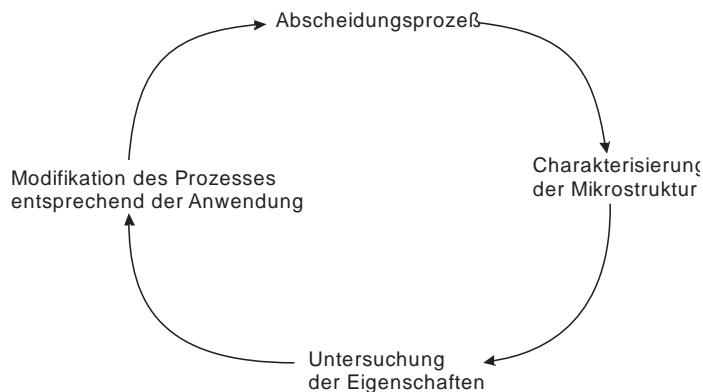 Abscheidungsprozeß
Charakterisierung
der Mikrostruktur
Untersuchung
der Eigenschaften
Modifikation des Prozesses
entsprechend der Anwendung